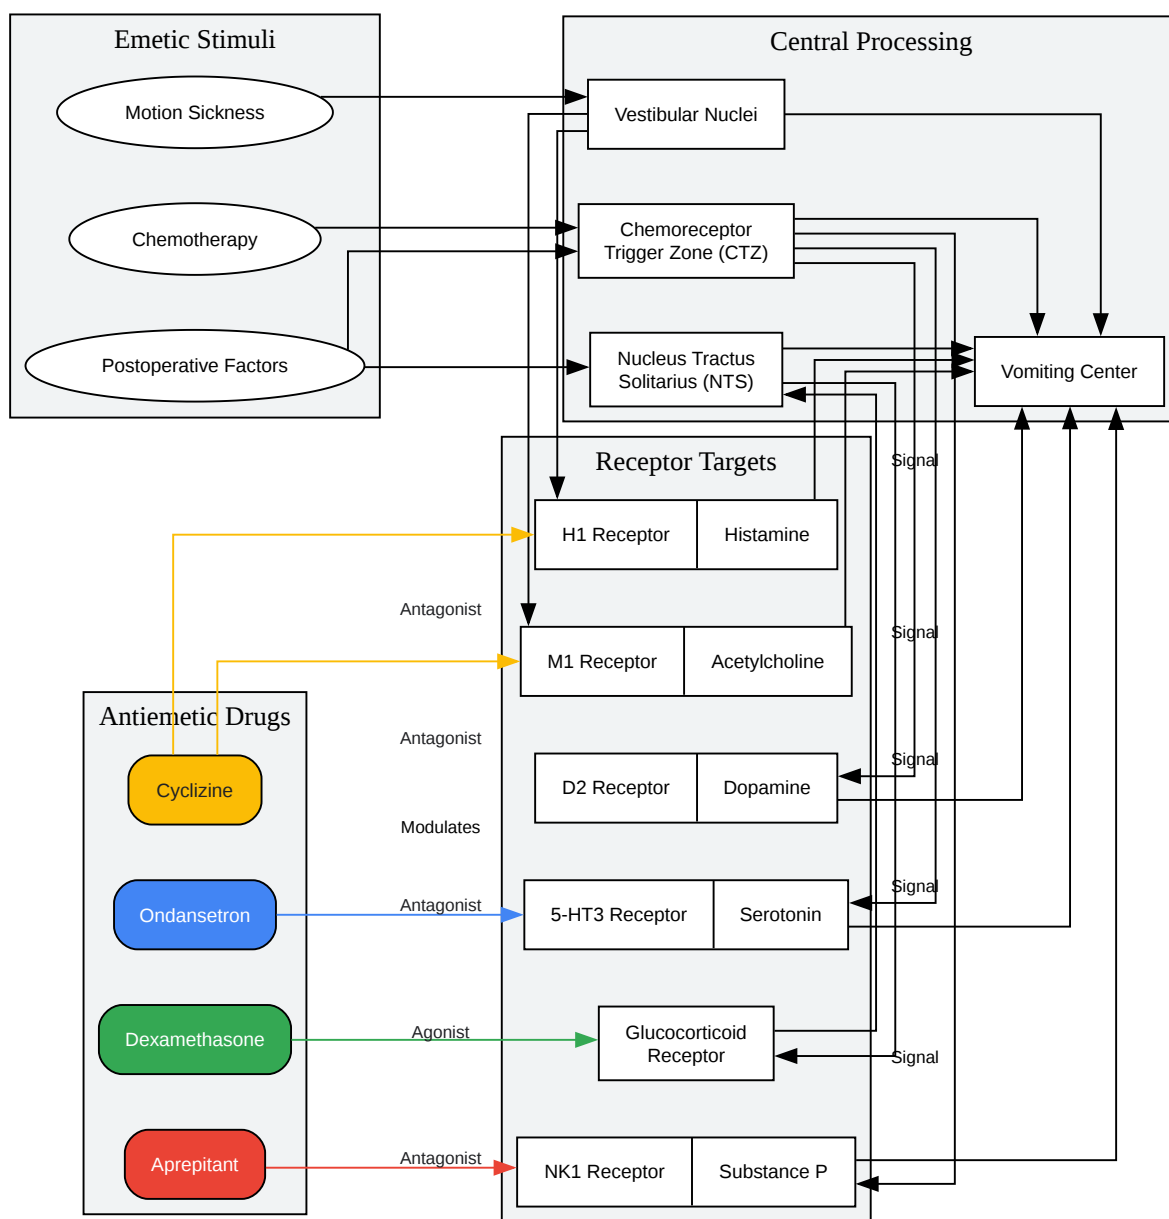 Emetic Stimuli
Motion Sickness
Chemotherapy
Postoperative Factors
Central Processing
Vestibular Nuclei
Chemoreceptor
Trigger Zone (CTZ)
Nucleus Tractus
Solitarius (NTS)
Vomiting Center
Receptor Targets
Signal
H1 Receptor
Histamine
Antagonist
Signal
M1 Receptor
Acetylcholine
Antagonist
Signal
D2 Receptor
Dopamine
Modulates
Antagonist
Signal
5-HT3 Receptor
Serotonin
Agonist
Glucocorticoid
Receptor
Signal
Antagonist
NK1 Receptor
Substance P
Antiemetic Drugs
Cyclizine
Ondansetron
Dexamethasone
Aprepitant